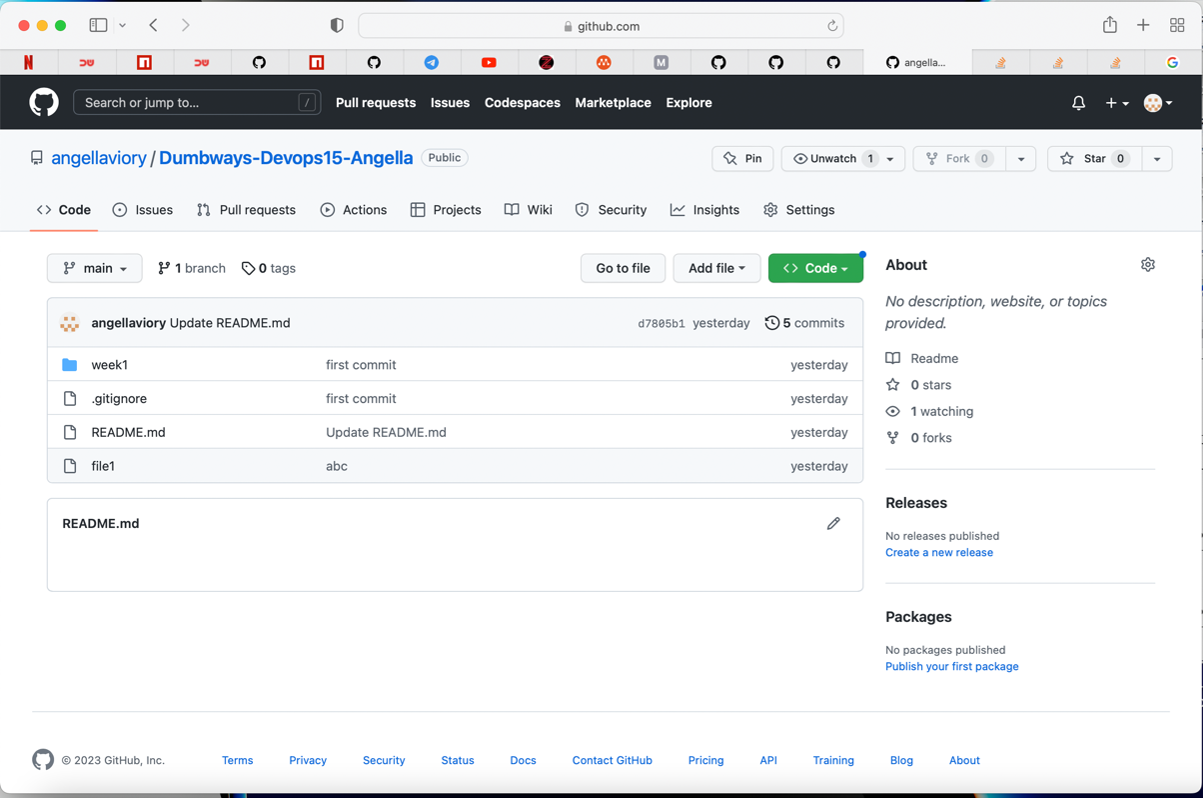 github.com
angella...
Search or jump to... /
Pull requests Issues Codespaces Marketplace Explore
angellaviory / Dumbways-Devops15-Angella Public
Pin Unwatch 1 Fork 0 Star 0
Code Issues Pull requests Actions Projects Wiki Security Insights Settings
main 1 branch 0 tags Go to file Add file Code
angellaviory Update README.md d7805b1 yesterday 5 commits
week1 first commit yesterday
.gitignore first commit yesterday
README.md Update README.md yesterday
file1 abc yesterday
README.md
About
No description, website, or topics
provided.
Readme
0 stars
1 watching
0 forks
Releases
No releases published
Create a new release
Packages
No packages published
Publish your first package
© 2023 GitHub, Inc. Terms Privacy Security Status Docs Contact GitHub Pricing API Training Blog About